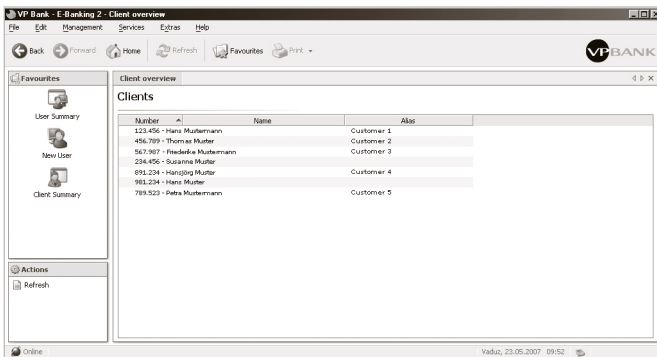 VP Bank - E-Banking 2 - Client overview
File Edit Management Services Extras Help
Back Forward Home Refresh Favourites Print
VPBANK
Favourites
User Summary
New User
Client Summary
Actions
Refresh
Client overview
Clients
Number Name Alias
123.456 - Hans Mustermann Customer 1
456.789 - Thomas Muster Customer 2
567.987 - Friederike Mustermann Customer 3
234.456 - Susanne Muster
891.234 - Hansjörg Muster Customer 4
981.234 - Hans Muster
789.523 - Petra Mustermann Customer 5
Online Vaduz, 23.05.2007 09:52